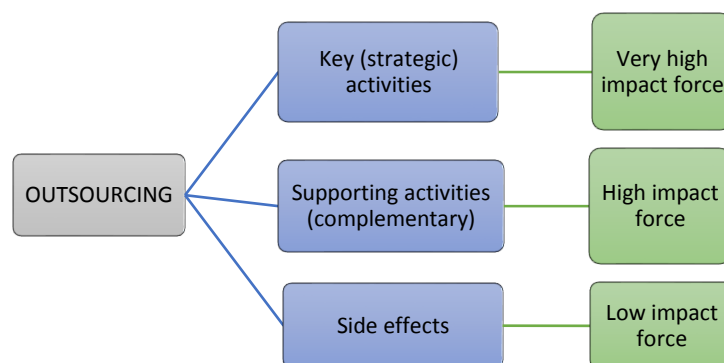 Key (strategic)
activities
Very high
impact force
OUTSOURCING
Supporting activities
(complementary)
High impact
force
Side effects
Low impact
force